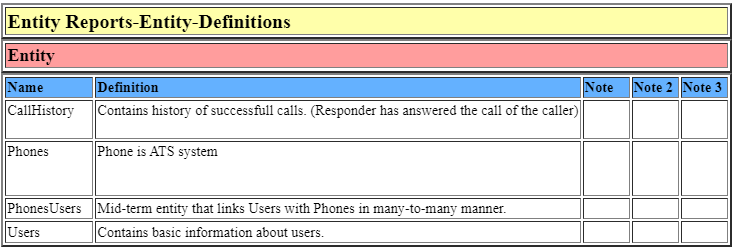 Entity Reports-Entity-Definitions
Entity
Name Definition Note Note 2 Note 3
CallHistory Contains history of successfull calls. (Responder has answered the call of the caller)
Phones Phone is ATS system
PhonesUsers Mid-term entity that links Users with Phones in many-to-many manner.
Users Contains basic information about users.